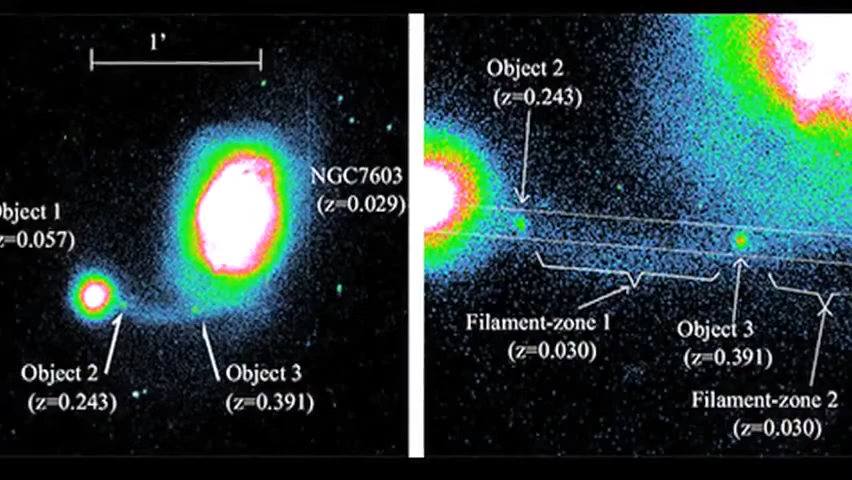 1'
NGC7603
(z=0.029)
bject 1
z=0.057)
Object 2
(z=0.243)
Object 3
(z=0.391)
Object 2
(z=0.243)
Filament-zone 1
(z=0.030)
Object 3
(z=0.391)
Filament-zone 2
(z=0.030)